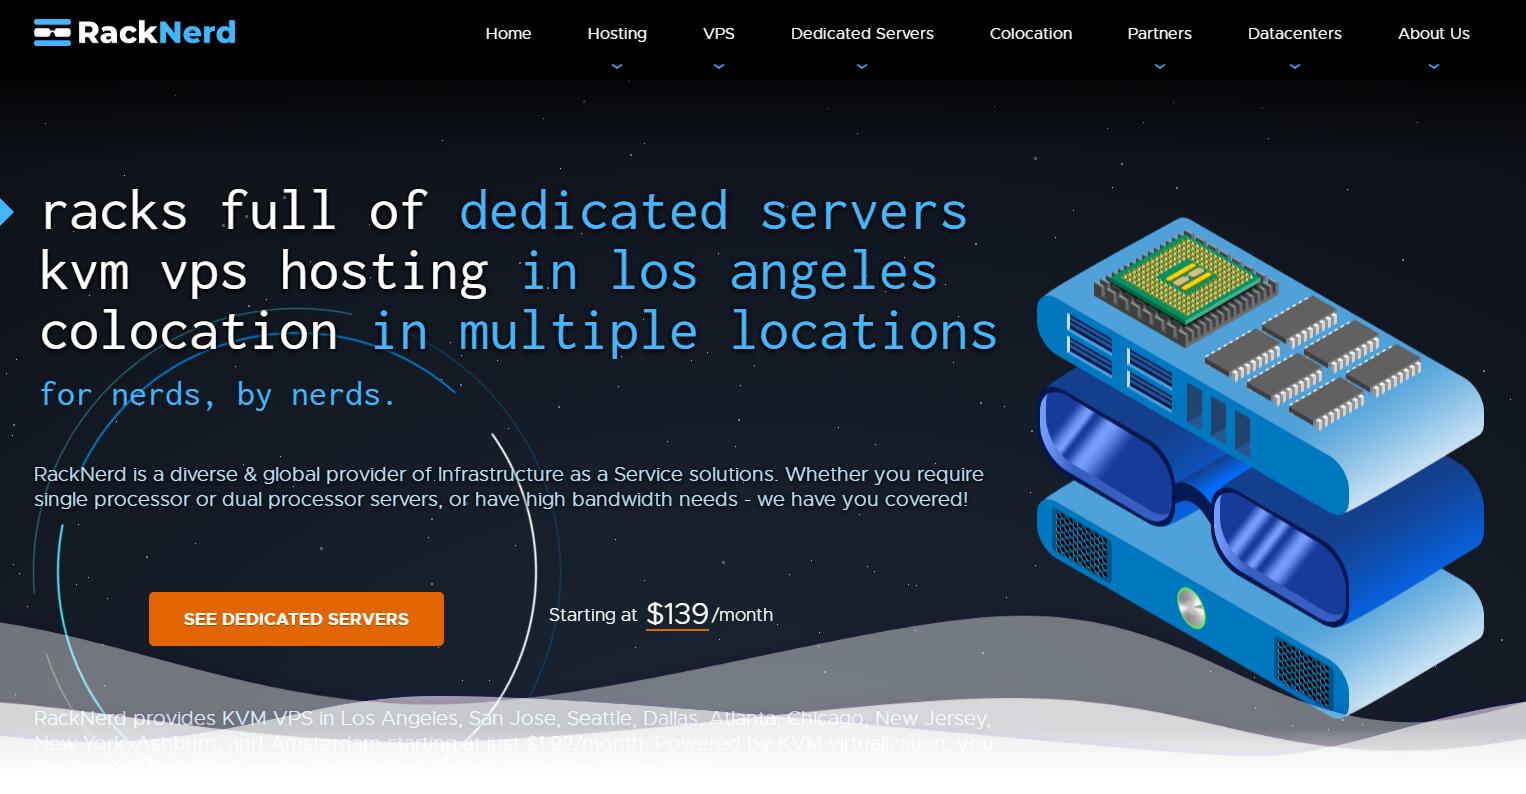 RackNerd
Home Hosting VPS Dedicated Servers Colocation Partners Datacenters About Us
racks full of dedicated servers
kvm vps hosting in los angeles
colocation in multiple locations
for nerds, by nerds.
RackNerd is a diverse & global provider of Infrastructure as a Service solutions. Whether you require
single processor or dual processor servers, or have high bandwidth needs - we have you covered!
SEE DEDICATED SERVERS
Starting at $139/month
RackNerd provides KVM VPS in Los Angeles, San Jose, Seattle, Dallas, Atlanta, Chicago, New Jersey,
New York, Ashburn, and Amsterdam starting at just $1.92/month. Powered by KVM virtualization, you